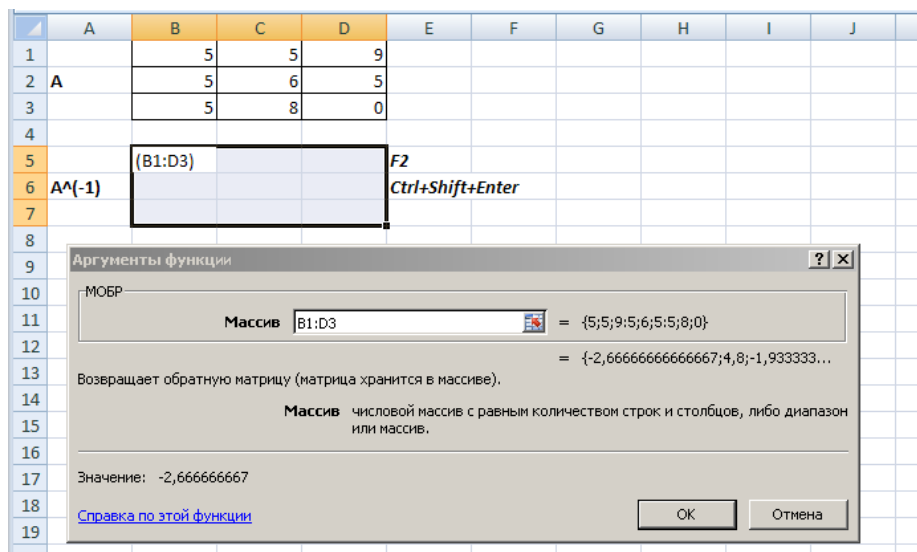 A B C D E F G H I J
1 5 5 9
2 A 5 6 5
3 5 8 0
4
5 (B1:D3) F2
6 A^(-1) Ctrl+Shift+Enter
7
8
9 Аргументы функции ? x
10 МОБР
11 Массив B1:D3 = {5;5;9:5;6;5:5;8;0}
12 = {-2,66666666666667;4,8;-1,933333...
13 Возвращает обратную матрицу (матрица хранится в массиве).
14 Массив числовой массив с равным количеством строк и столбцов, либо диапазон
15 или массив.
16
17 Значение: -2,666666667
18 Справка по этой функции OK Отмена
19